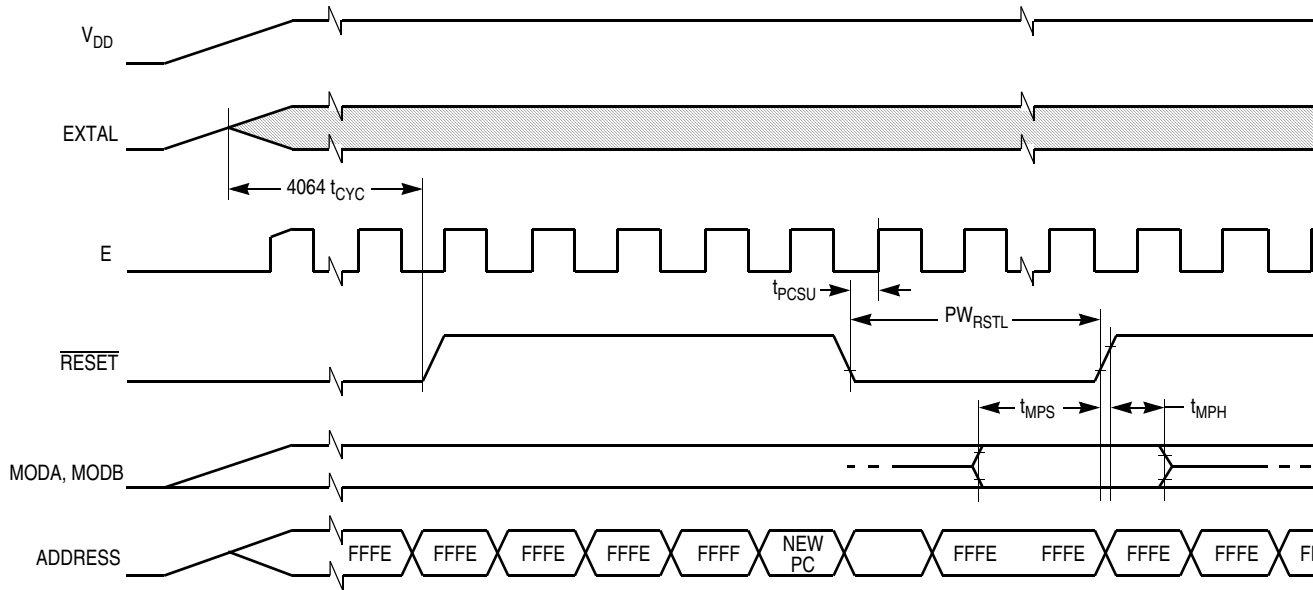 VDD
EXTAL
4064 tCYC
E
tPCSU
PWRSTL
RESET
tMPS
tMPH
MODA, MODB
ADDRESS
FFFE FFFE FFFE FFFE FFFF NEW PC FFFE FFFE FFFE FFFE